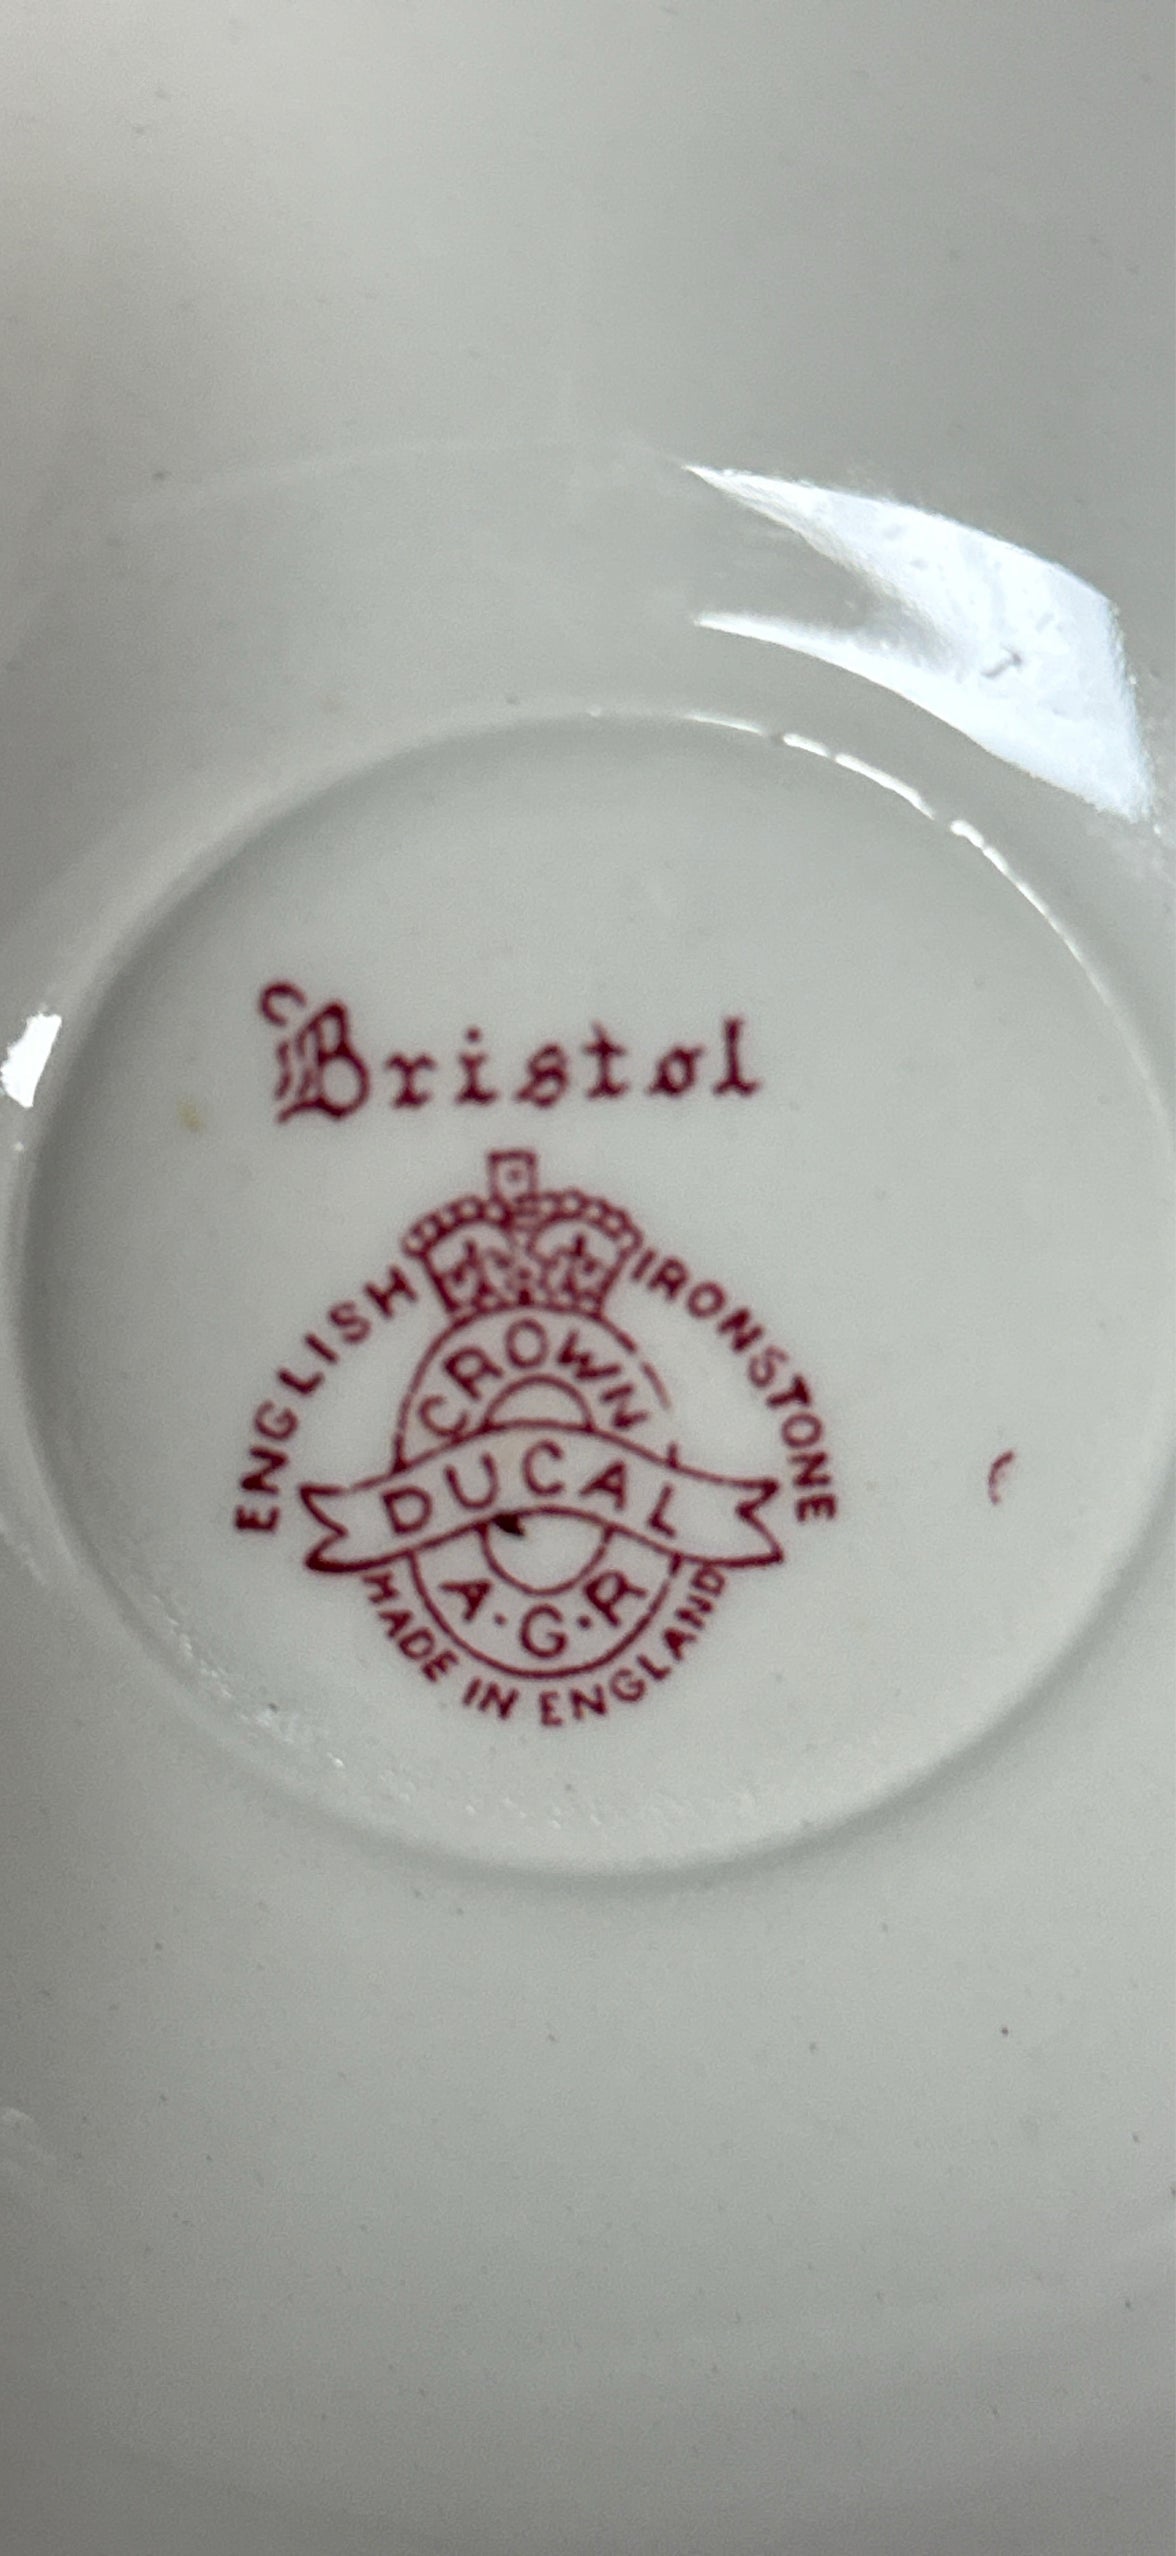 Bristol
ENGLISH IRONSTONE
CROWN
DUCAL
A·G·R
MADE IN ENGLAND